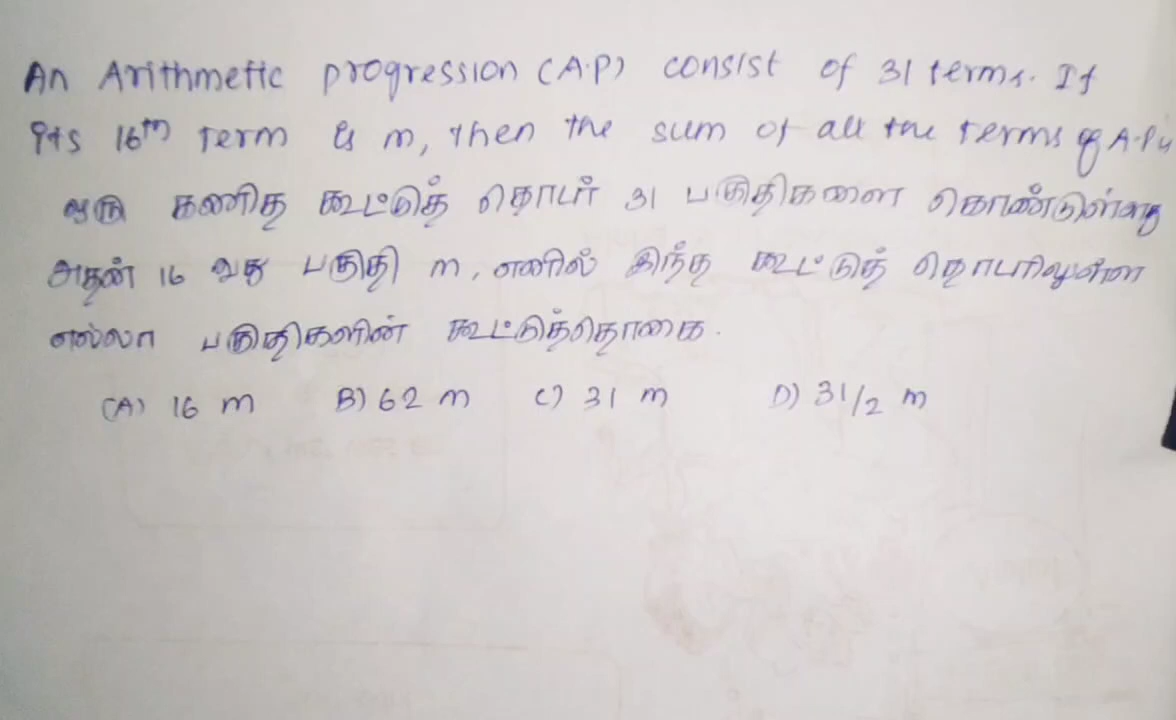 An Arithmetic progression (A.P) consist of 31 terms. If
its 16th term is m, then the sum of all the terms of A.P is
ஒரு கணித கூட்டுத் தொடர் 31 பகுதிகளை கொண்டுள்ளது
அதன் 16 வது பகுதி m, எனில் இந்த கூட்டுத் தொடரிலுள்ள
எல்லா பகுதிகளின் கூட்டுத்தொகை.
(A) 16 m B) 62 m C) 31 m D) 31/2 m